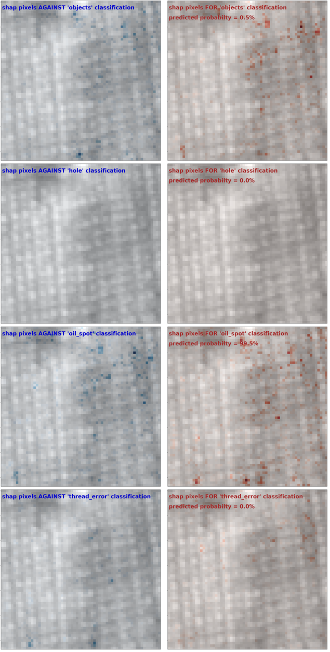 shap pixels AGAINST 'objects' classification
shap pixels FOR 'objects' classification
predicted probability = 0.5%
shap pixels AGAINST 'hole' classification
shap pixels FOR 'hole' classification
predicted probability = 0.0%
shap pixels AGAINST 'oil_spot' classification
shap pixels FOR 'oil_spot' classification
predicted probability = 99.5%
shap pixels AGAINST 'thread_error' classification
shap pixels FOR 'thread_error' classification
predicted probability = 0.0%